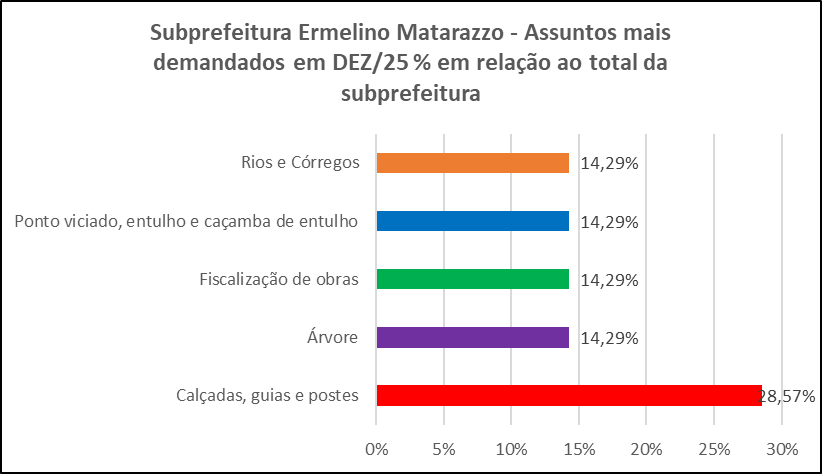 Subprefeitura Ermelino Matarazzo - Assuntos mais
demandados em DEZ/25 % em relação ao total da
subprefeitura
Rios e Córregos 14,29%
Ponto viciado, entulho e caçamba de entulho 14,29%
Fiscalização de obras 14,29%
Árvore 14,29%
Calçadas, guias e postes 28,57%
0% 5% 10% 15% 20% 25% 30%